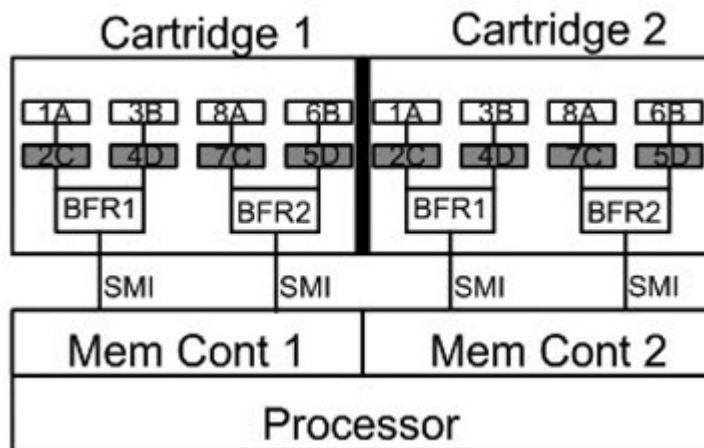 Cartridge 1 Cartridge 2
1A 3B 8A 6B 1A 3B 8A 6B
2C 4D 7C 5D 2C 4D 7C 5D
BFR1 BFR2 BFR1 BFR2
SMI SMI SMI SMI
Mem Cont 1 Mem Cont 2
Processor